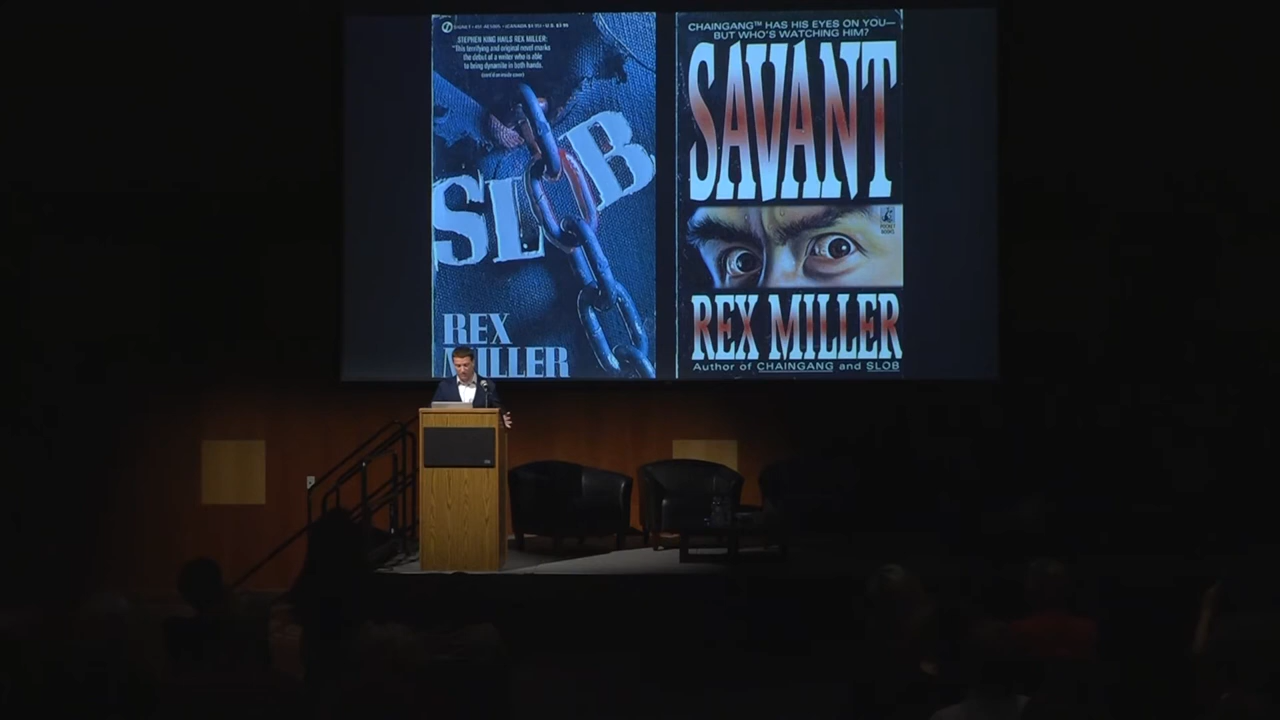 STEPHEN KING HAILS REX MILLER:
"This terrifying and original novel marks
the debut of a writer who is able
to bring dynamite in both hands.
SLOB
REX
MILLER
CHAINGANG™ HAS HIS EYES ON YOU—
BUT WHO'S WATCHING HIM?
SAVANT
POCKET
BOOKS
REX MILLER
Author of CHAINGANG and SLOB